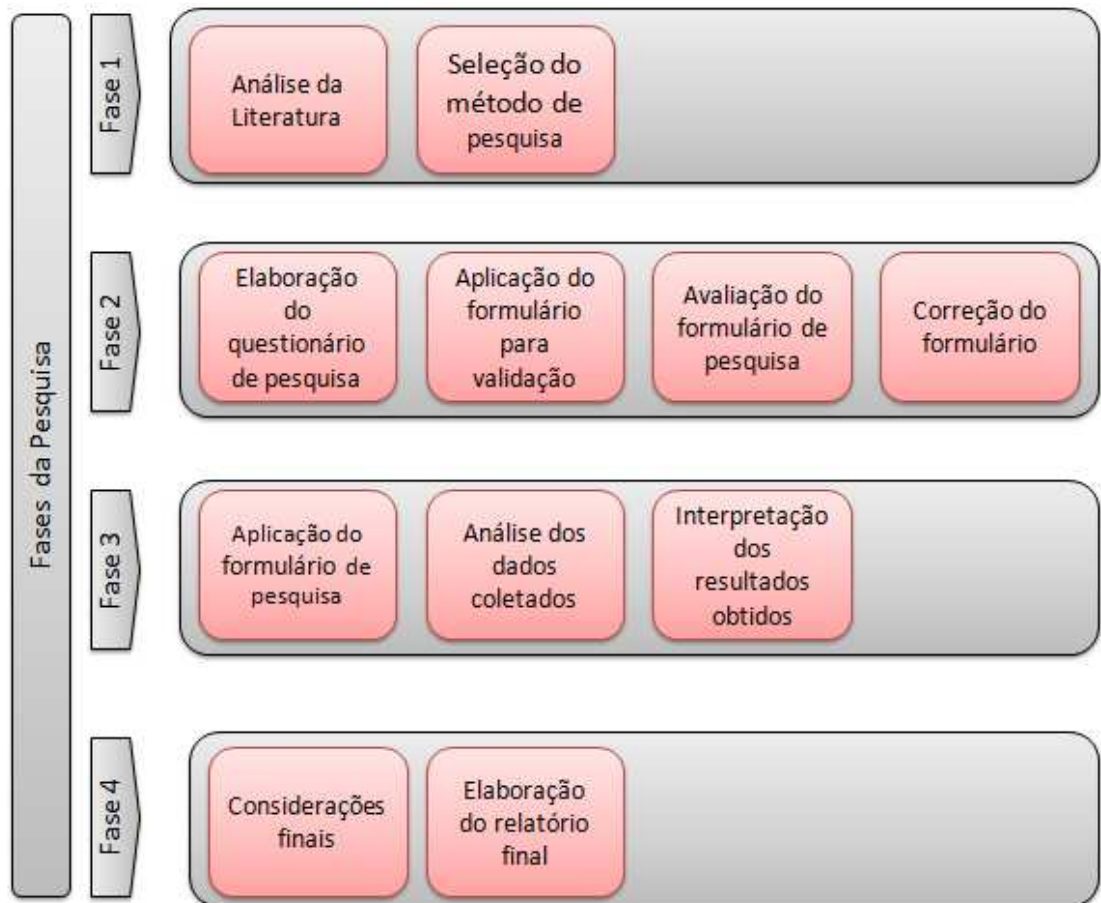 Fases da Pesquisa
Fase 1
Análise da
Literatura
Seleção do
método de
pesquisa
Fase 2
Elaboração
do
questionário
de pesquisa
Aplicação do
formulário
para
validação
Avaliação do
formulário de
pesquisa
Correção do
formulário
Fase 3
Aplicação do
formulário de
pesquisa
Análise dos
dados
coletados
Interpretação
dos
resultados
obtidos
Fase 4
Considerações
finais
Elaboração
do relatório
final